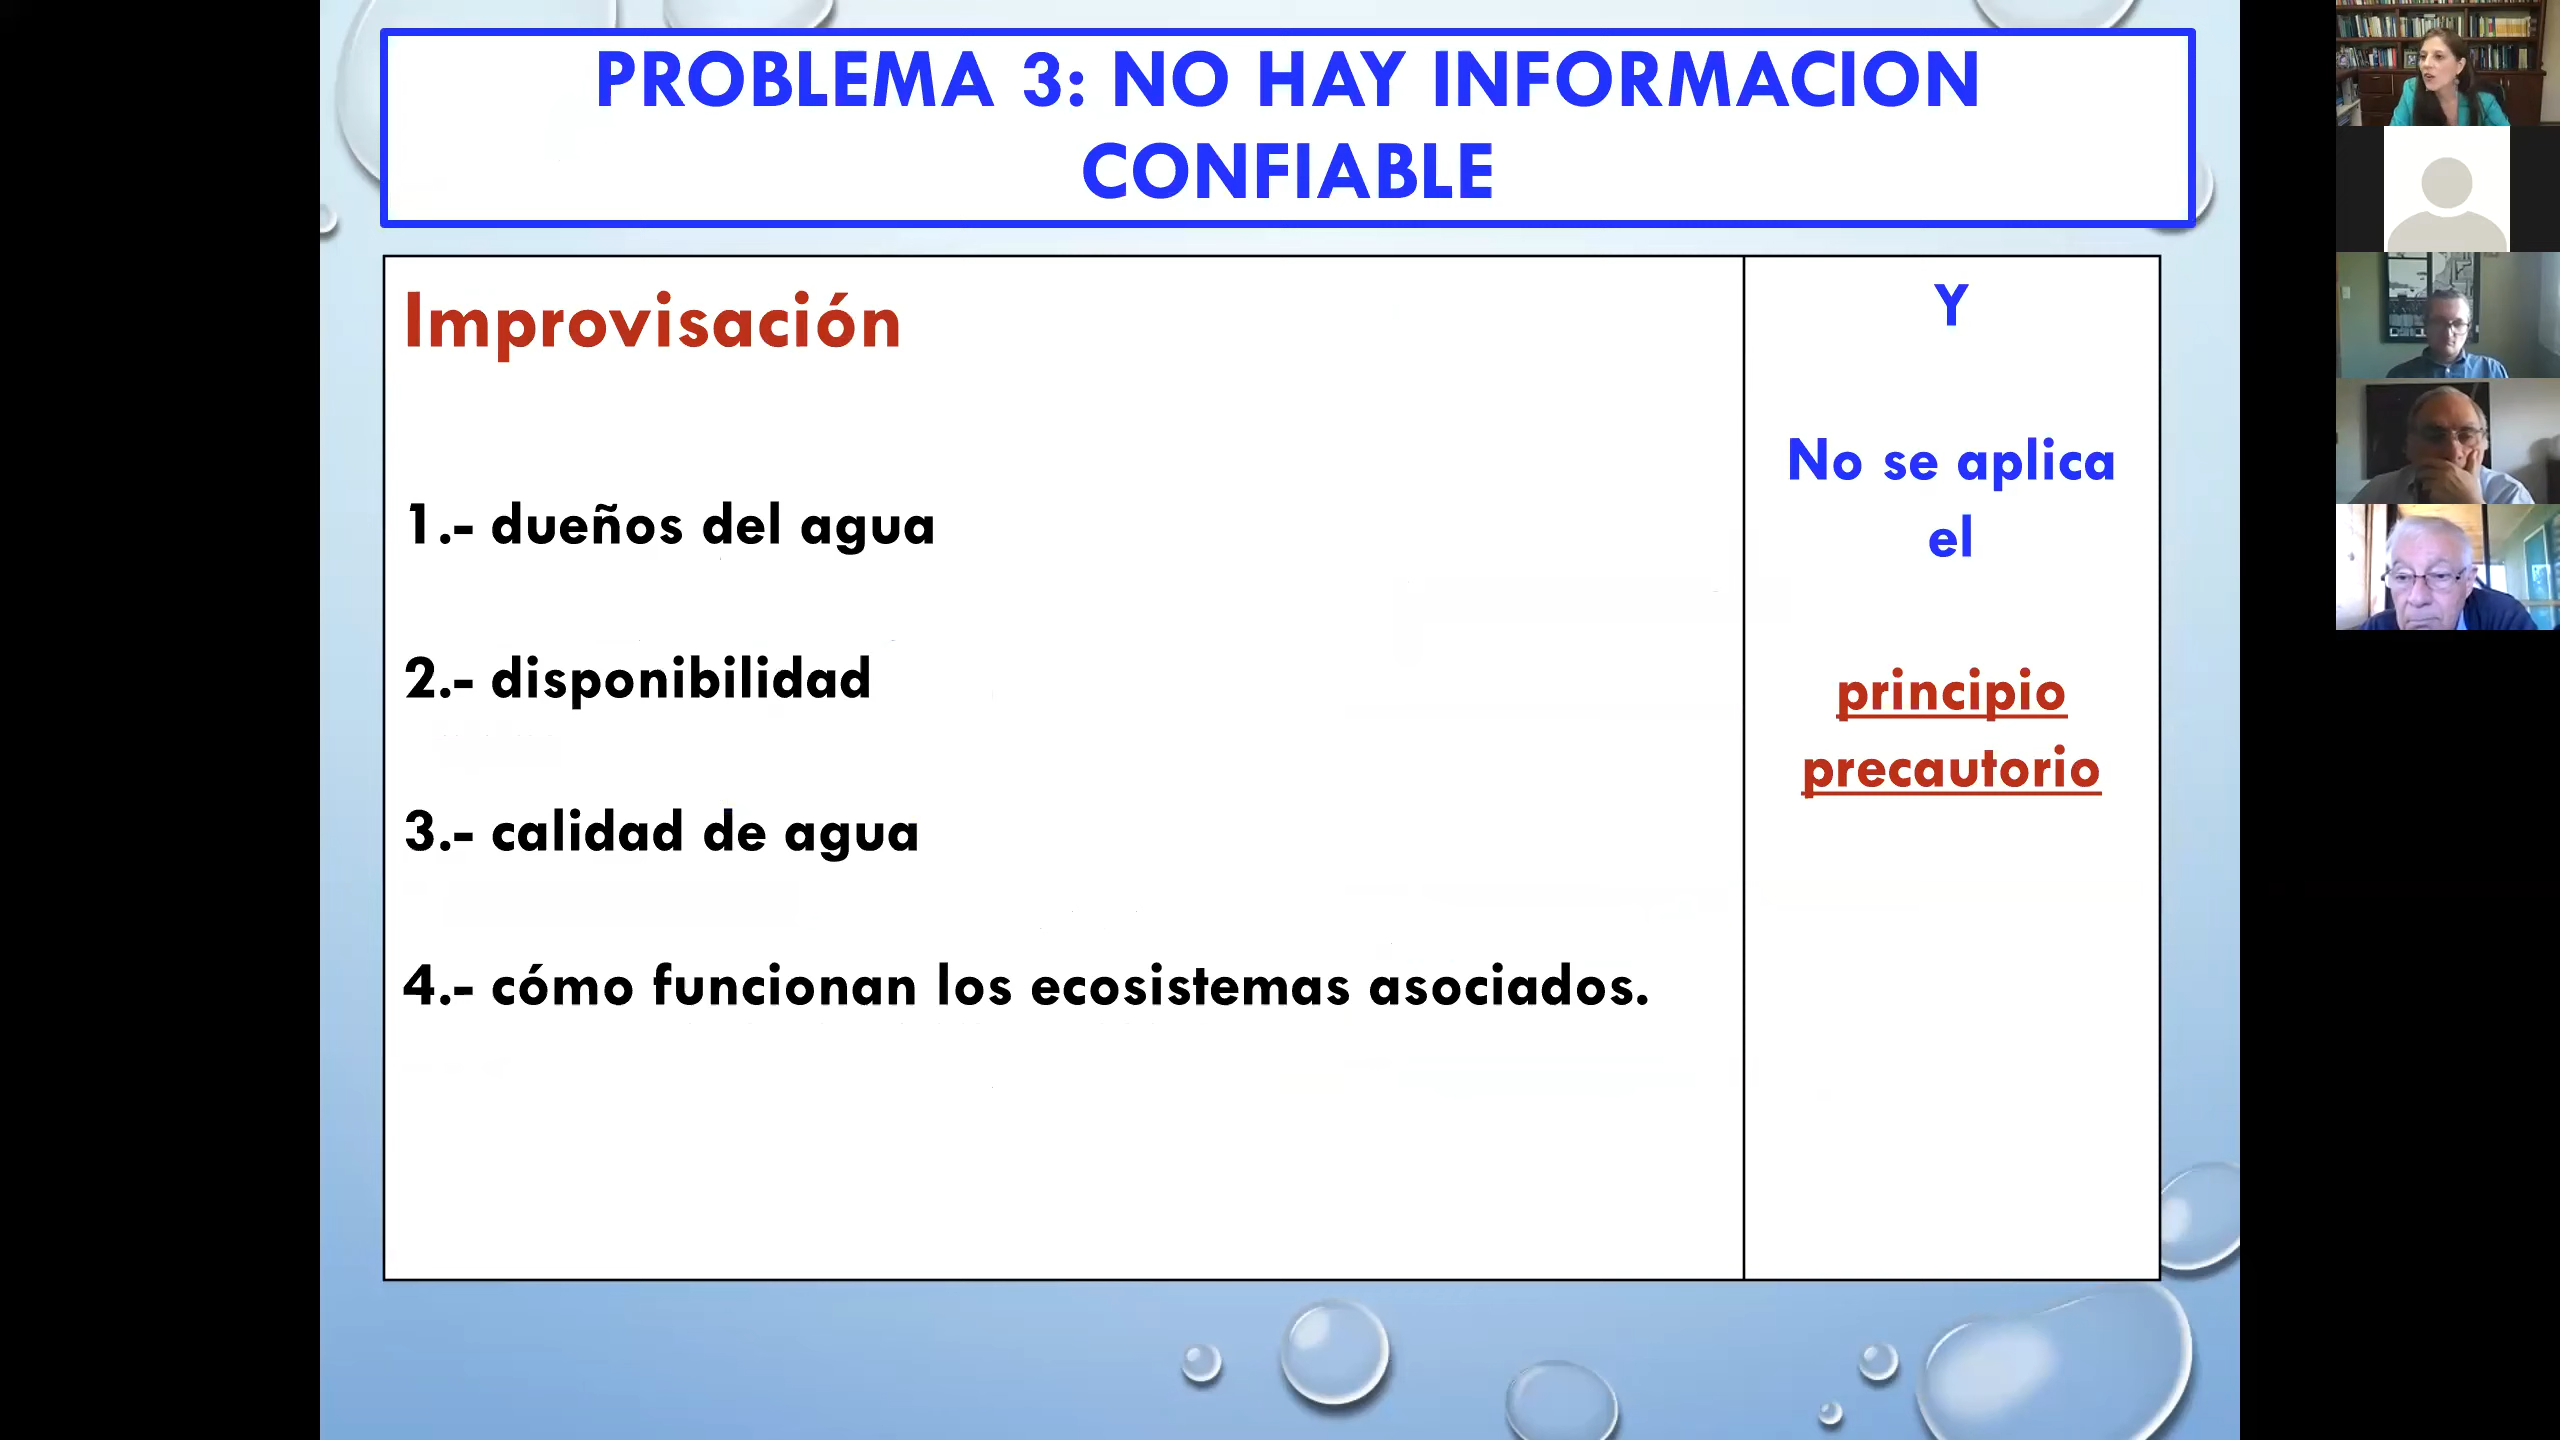 PROBLEMA 3: NO HAY INFORMACION
CONFIABLE
Improvisación
1.- dueños del agua
2.- disponibilidad
3.- calidad de agua
4.- cómo funcionan los ecosistemas asociados.
Y
No se aplica
el
principio
precautorio